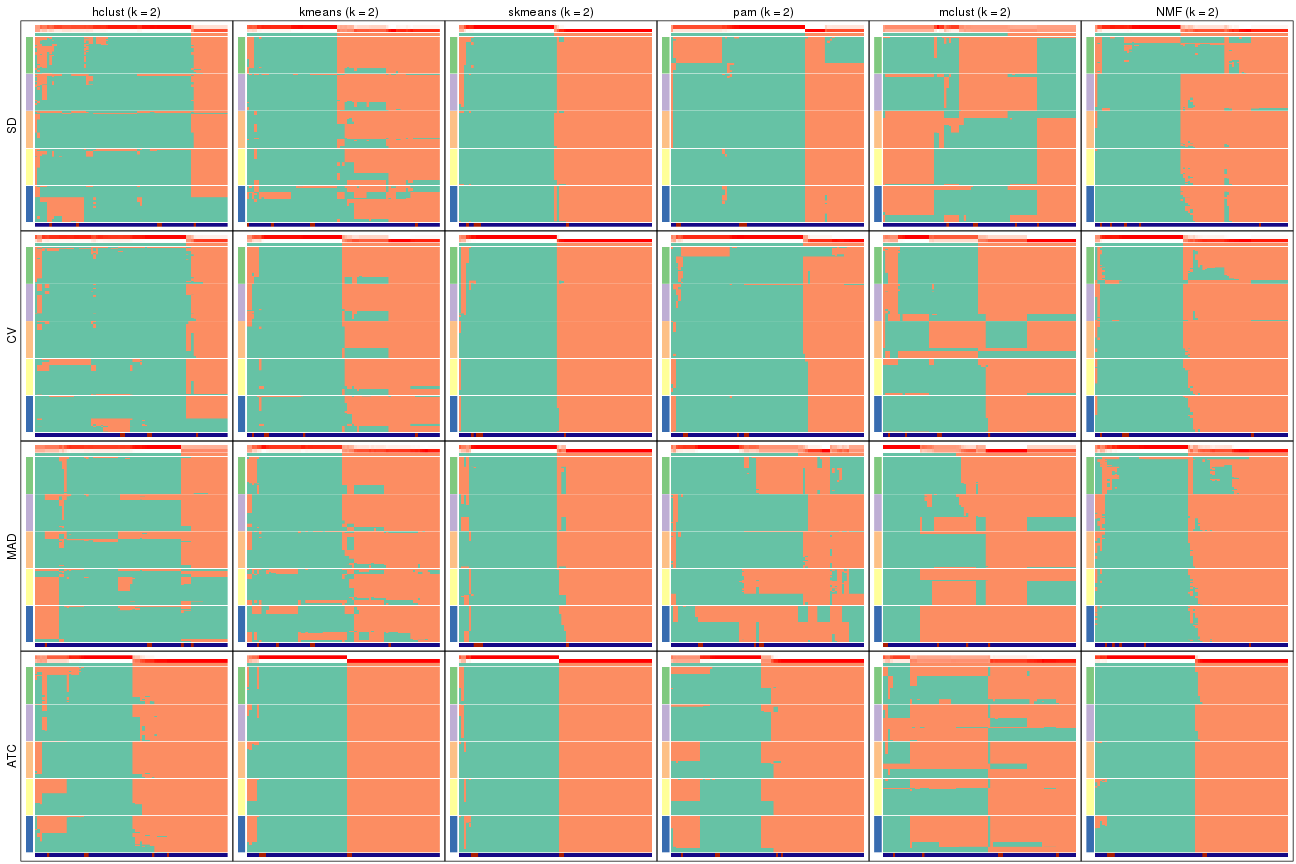 hclust (k = 2) kmeans (k = 2) skmeans (k = 2) pam (k = 2) mclust (k = 2) NMF (k = 2)
SD
CV
MAD
ATC